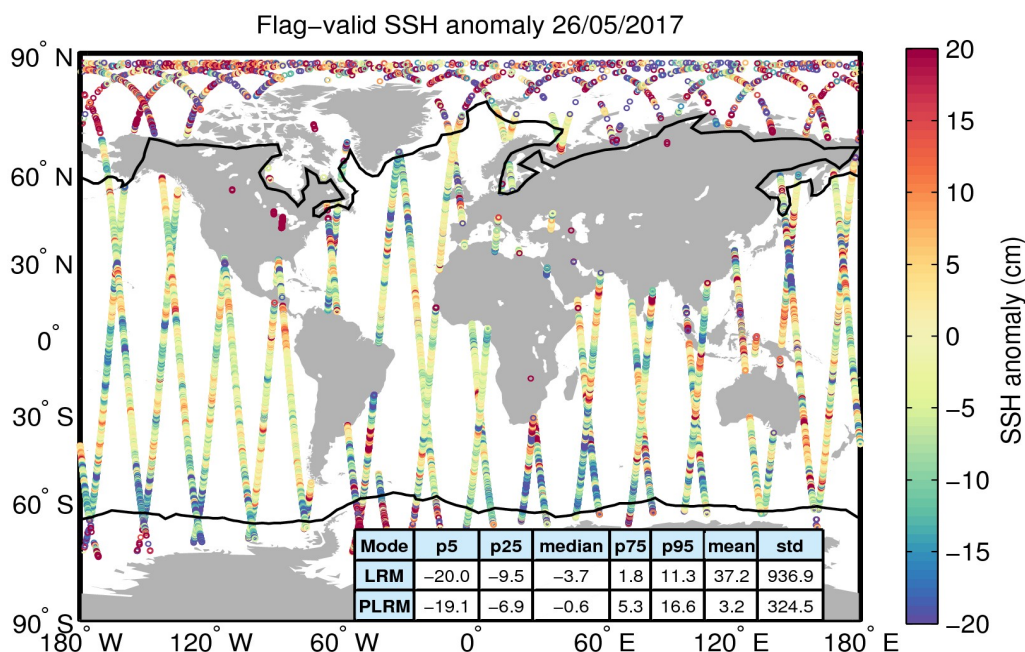 Flag−valid SSH anomaly 26/05/2017
90° N
60° N
30° N
0°
30° S
60° S
90° S
180° W
120° W
60° W
0°
60° E
120° E
180° E
Mode p5 p25 median p75 p95 mean std
LRM −20.0 −9.5 −3.7 1.8 11.3 37.2 936.9
PLRM −19.1 −6.9 −0.6 5.3 16.6 3.2 324.5
20
15
10
5
0
−5
−10
−15
−20
SSH anomaly (cm)